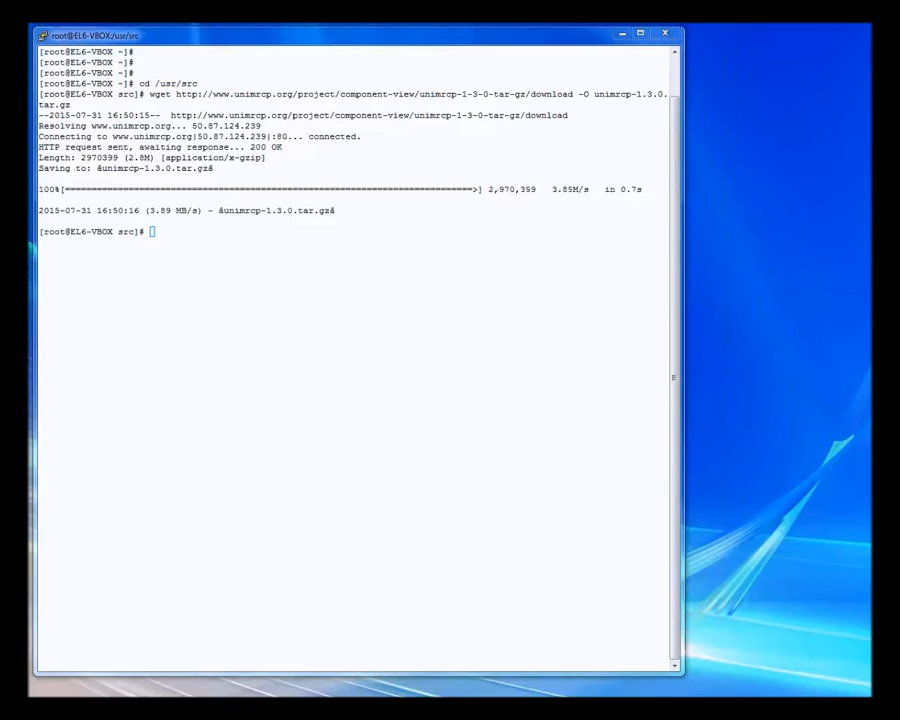 root@EL6-VBOX:/usr/src
[root@EL6-VBOX ~]#
[root@EL6-VBOX ~]#
[root@EL6-VBOX ~]#
[root@EL6-VBOX ~]# cd /usr/src
[root@EL6-VBOX src]# wget http://www.unimrcp.org/project/component-view/unimrcp-1-3-0-tar-gz/download -O unimrcp-1.3.0.
tar.gz
--2015-07-31 16:50:15--  http://www.unimrcp.org/project/component-view/unimrcp-1-3-0-tar-gz/download
Resolving www.unimrcp.org... 50.87.124.239
Connecting to www.unimrcp.org|50.87.124.239|:80... connected.
HTTP request sent, awaiting response... 200 OK
Length: 2970399 (2.8M) [application/x-gzip]
Saving to: âunimrcp-1.3.0.tar.gzâ
100%[==============================================================================>] 2,970,399   3.89M/s   in 0.7s
2015-07-31 16:50:16 (3.89 MB/s) - âunimrcp-1.3.0.tar.gzâ
[root@EL6-VBOX src]#